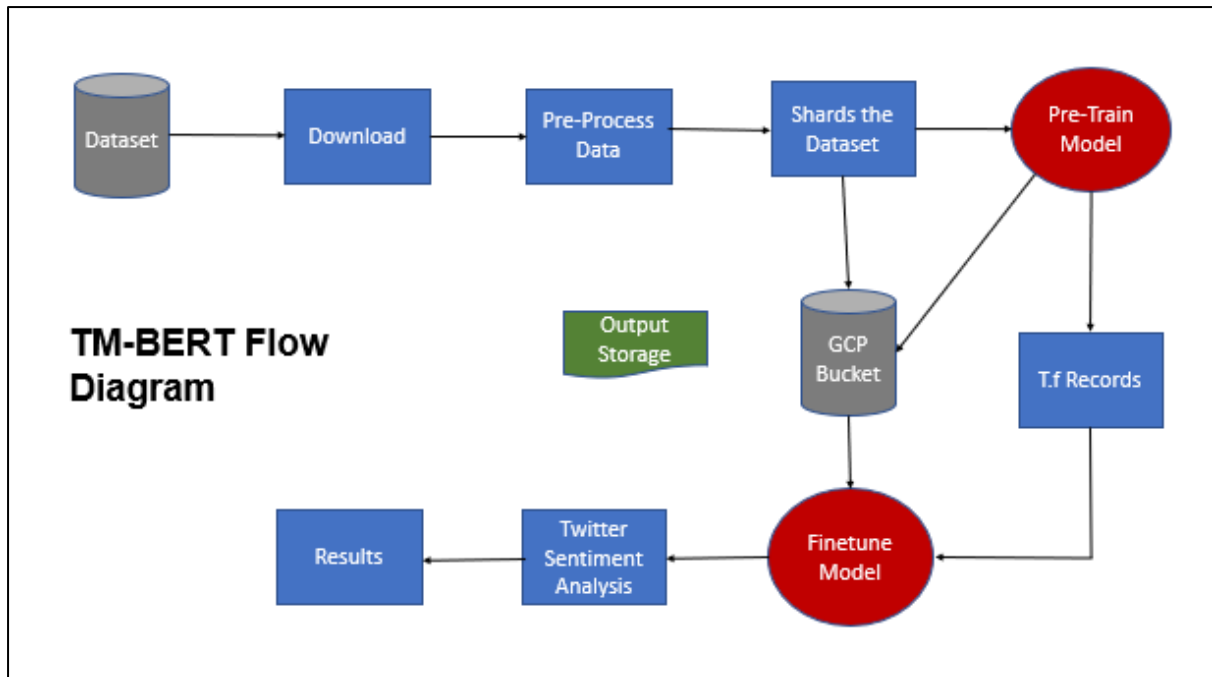 Dataset
Download
Pre-Process
Data
Shards the
Dataset
Pre-Train
Model
TM-BERT Flow
Diagram
Output
Storage
GCP
Bucket
T.f Records
Results
Twitter
Sentiment
Analysis
Finetune
Model